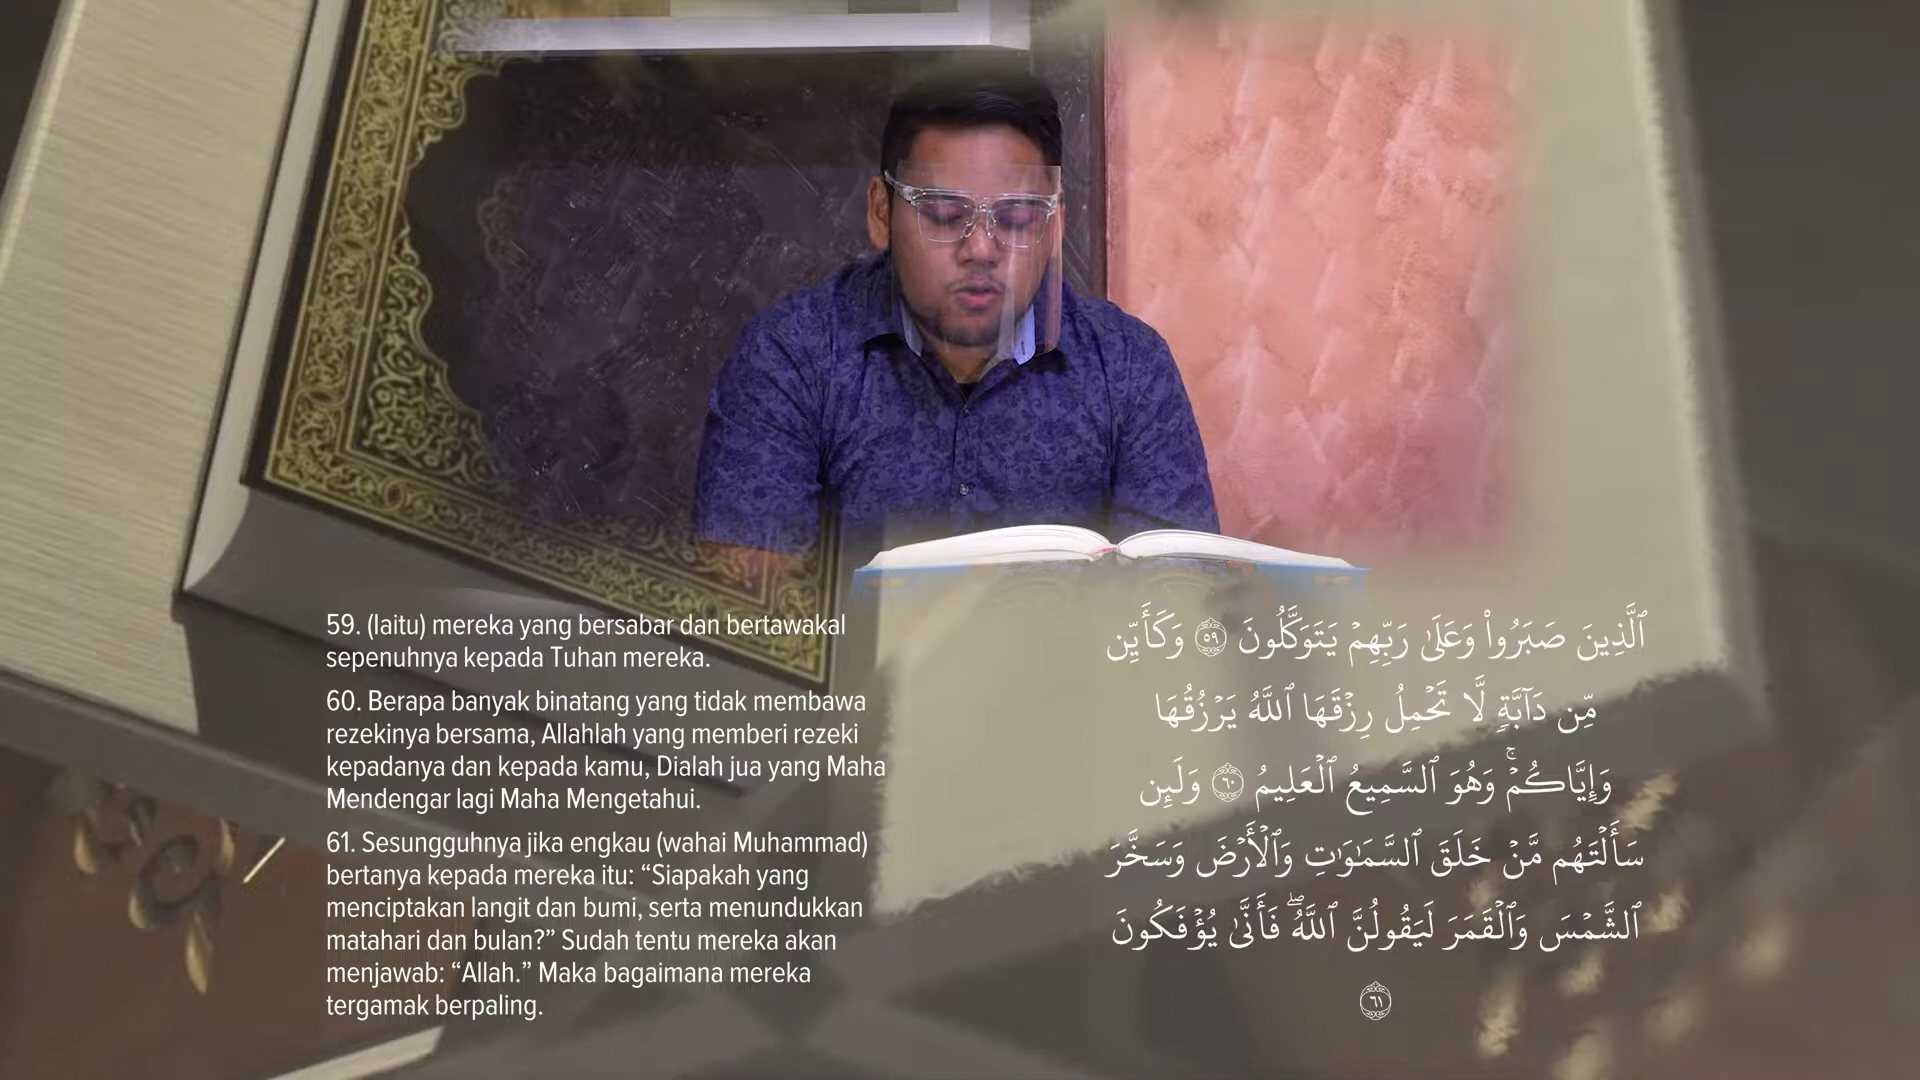 59. (Iaitu) mereka yang bersabar dan bertawakal
sepenuhnya kepada Tuhan mereka.
60. Berapa banyak binatang yang tidak membawa
rezekinya bersama, Allahlah yang memberi rezeki
kepadanya dan kepada kamu, Dialah jua yang Maha
Mendengar lagi Maha Mengetahui.
61. Sesungguhnya jika engkau (wahai Muhammad)
bertanya kepada mereka itu: “Siapakah yang
menciptakan langit dan bumi, serta menundukkan
matahari dan bulan?” Sudah tentu mereka akan
menjawab: “Allah.” Maka bagaimana mereka
tergamak berpaling.
ٱلَّذِينَ صَبَرُواْ وَعَلَىٰ رَبِّهِمۡ يَتَوَكَّلُونَ ٥٩ وَكَأَيِّن
مِّن دَآبَّةٖ لَّا تَحۡمِلُ رِزۡقَهَا ٱللَّهُ يَرۡزُقُهَا
وَإِيَّاكُمۡۚ وَهُوَ ٱلسَّمِيعُ ٱلۡعَلِيمُ ٦٠ وَلَئِن
سَأَلۡتَهُم مَّنۡ خَلَقَ ٱلسَّمَٰوَٰتِ وَٱلۡأَرۡضَ وَسَخَّرَ
ٱلشَّمۡسَ وَٱلۡقَمَرَ لَيَقُولُنَّ ٱللَّهُۖ فَأَنَّىٰ يُؤۡفَكُونَ
٦١